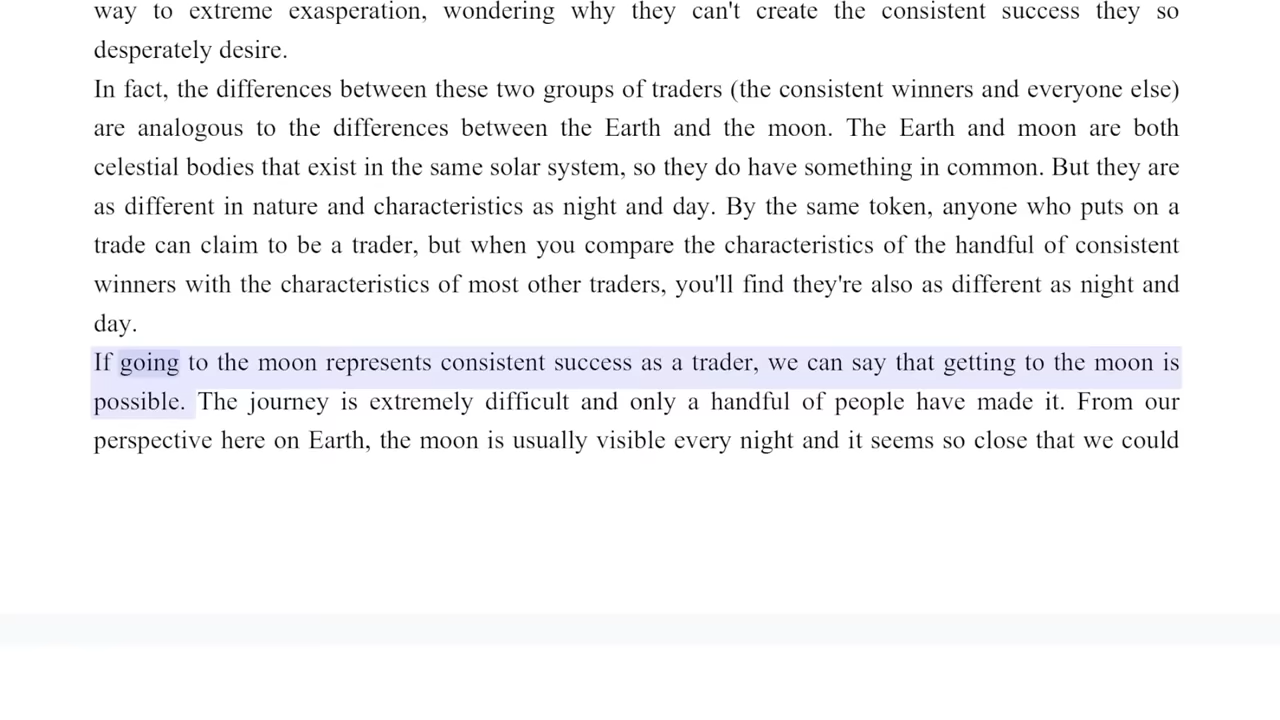 way to extreme exasperation, wondering why they can't create the consistent success they so
desperately desire.
In fact, the differences between these two groups of traders (the consistent winners and everyone else)
are analogous to the differences between the Earth and the moon. The Earth and moon are both
celestial bodies that exist in the same solar system, so they do have something in common. But they are
as different in nature and characteristics as night and day. By the same token, anyone who puts on a
trade can claim to be a trader, but when you compare the characteristics of the handful of consistent
winners with the characteristics of most other traders, you'll find they're also as different as night and
day.
If going to the moon represents consistent success as a trader, we can say that getting to the moon is
possible. The journey is extremely difficult and only a handful of people have made it. From our
perspective here on Earth, the moon is usually visible every night and it seems so close that we could